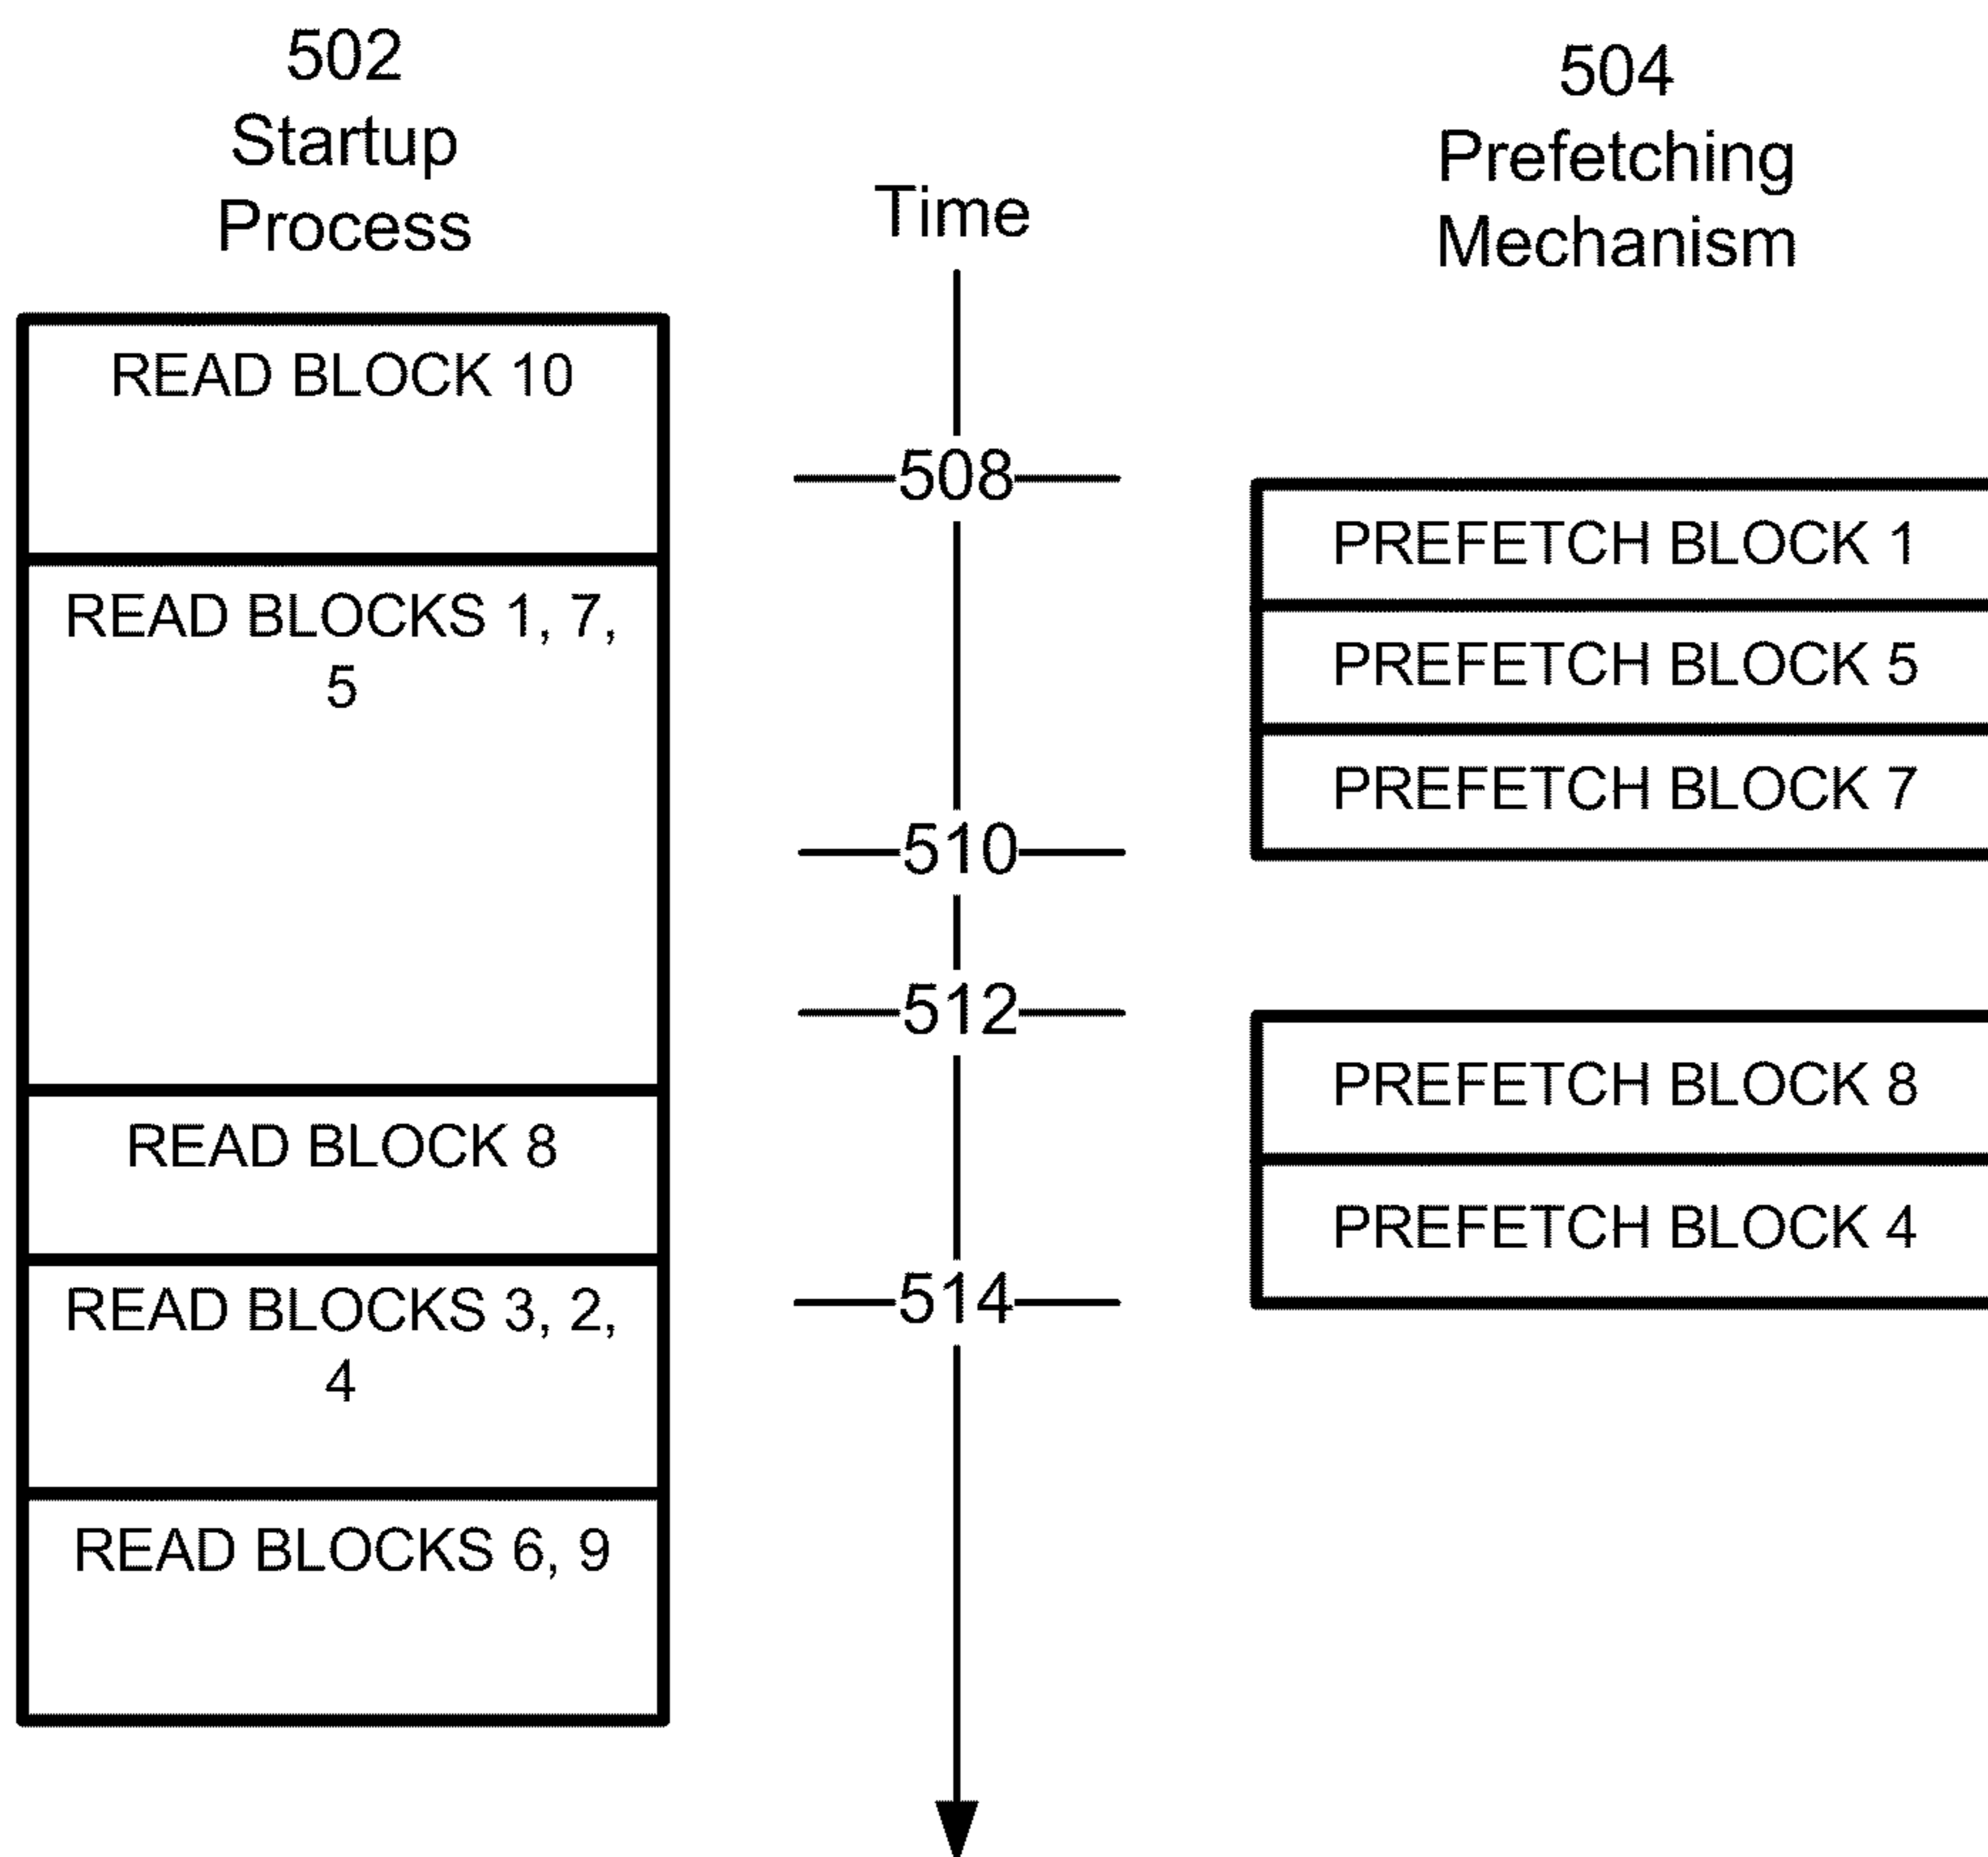 502
Startup
Process
READ BLOCK 10
READ BLOCKS 1, 7,
5
READ BLOCK 8
READ BLOCKS 3, 2,
4
READ BLOCKS 6, 9
Time
508
510
512
514
504
Prefetching
Mechanism
PREFETCH BLOCK 1
PREFETCH BLOCK 5
PREFETCH BLOCK 7
PREFETCH BLOCK 8
PREFETCH BLOCK 4